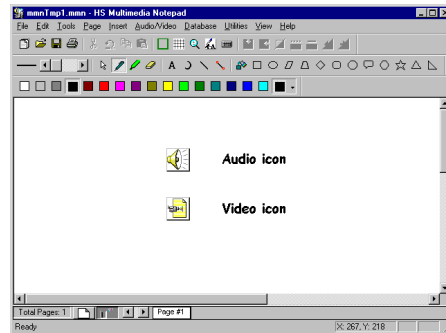 mmnTmp1.mmn - HS Multimedia Notepad
File Edit Tools Page Insert Audio/Video Database Utilities View Help
A
Audio icon
Video icon
Total Pages: 1 Page #1
Ready X: 267, Y: 218